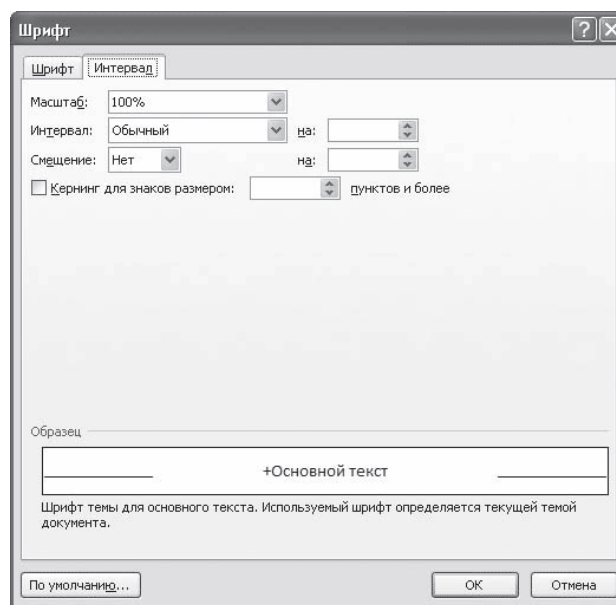 Шрифт
Шрифт Интервал
Масштаб: 100%
Интервал: Обычный на:
Смещение: Нет на:
Кернинг для знаков размером: пунктов и более
Образец
+Основной текст
Шрифт темы для основного текста. Используемый шрифт определяется текущей темой
документа.
По умолчанию... ОК Отмена